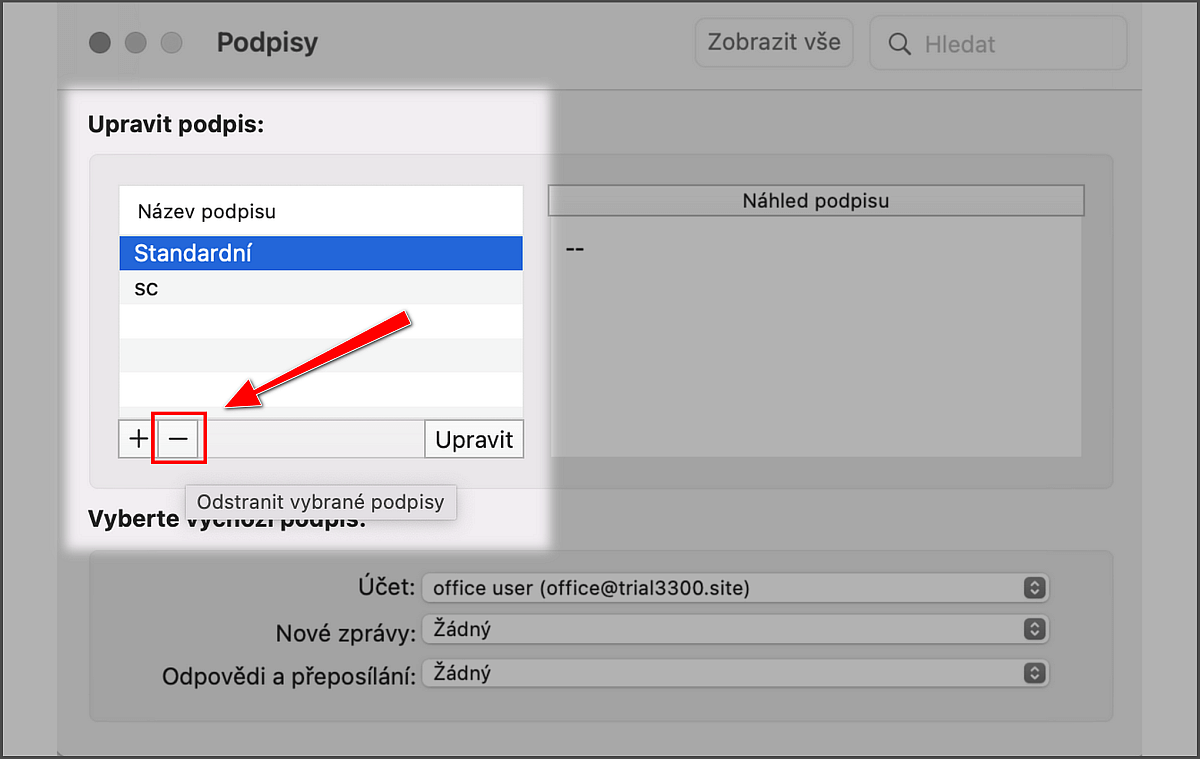 Podpisy
Zobrazit vše
Hledat
Upravit podpis:
Název podpisu
Standardní
sc
+ −
Upravit
Náhled podpisu
--
Odstranit vybrané podpisy
Vyberte výchozí podpis:
Účet: office user (office@trial3300.site)
Nové zprávy: Žádný
Odpovědi a přeposílání: Žádný